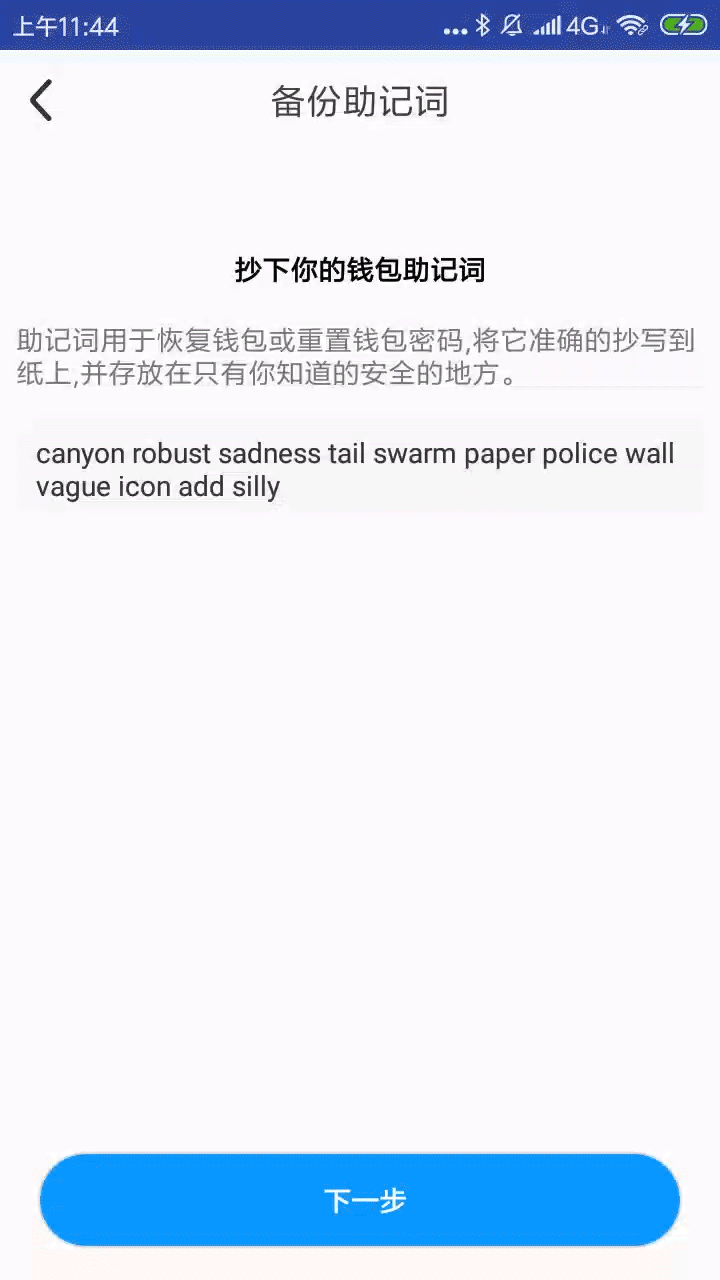 上午11:44 ... 4G
备份助记词
抄下你的钱包助记词
助记词用于恢复钱包或重置钱包密码,将它准确的抄写到
纸上,并存放在只有你知道的安全的地方。
canyon robust sadness tail swarm paper police wall
vague icon add silly
下一步